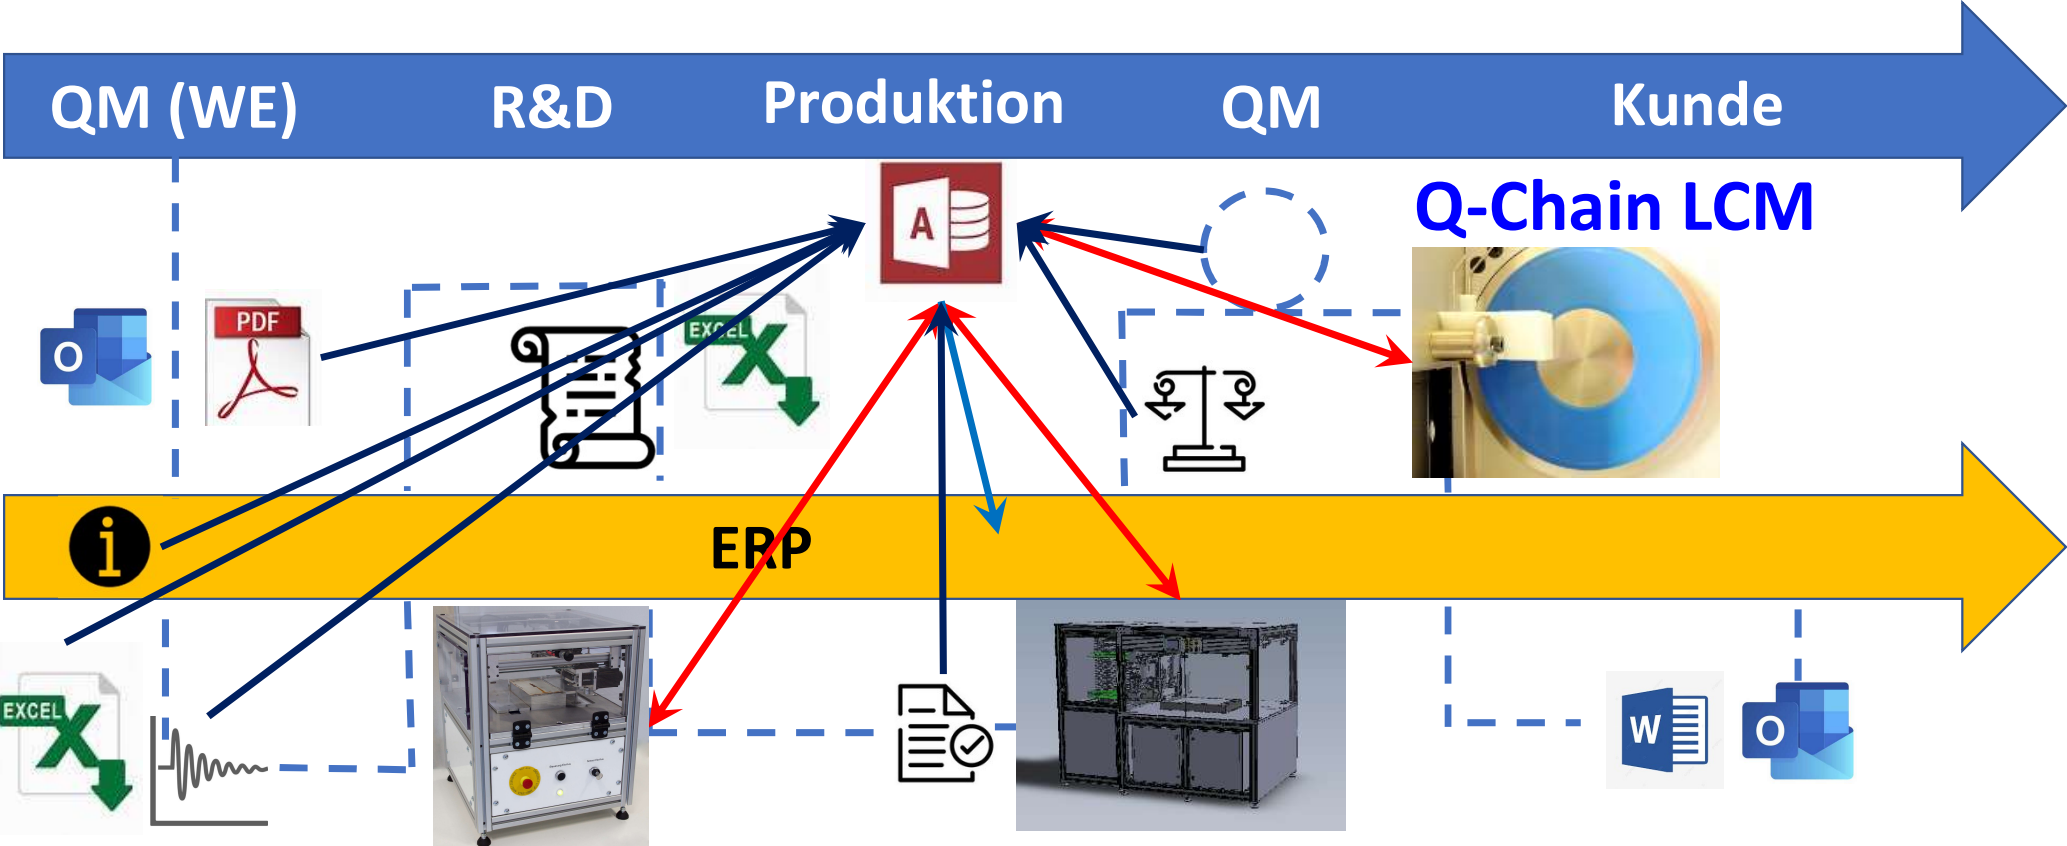 QM (WE) R&D Produktion QM Kunde
A
Q-Chain LCM
O
PDF
EXCEL X
i
ERP
EXCEL X
W
O